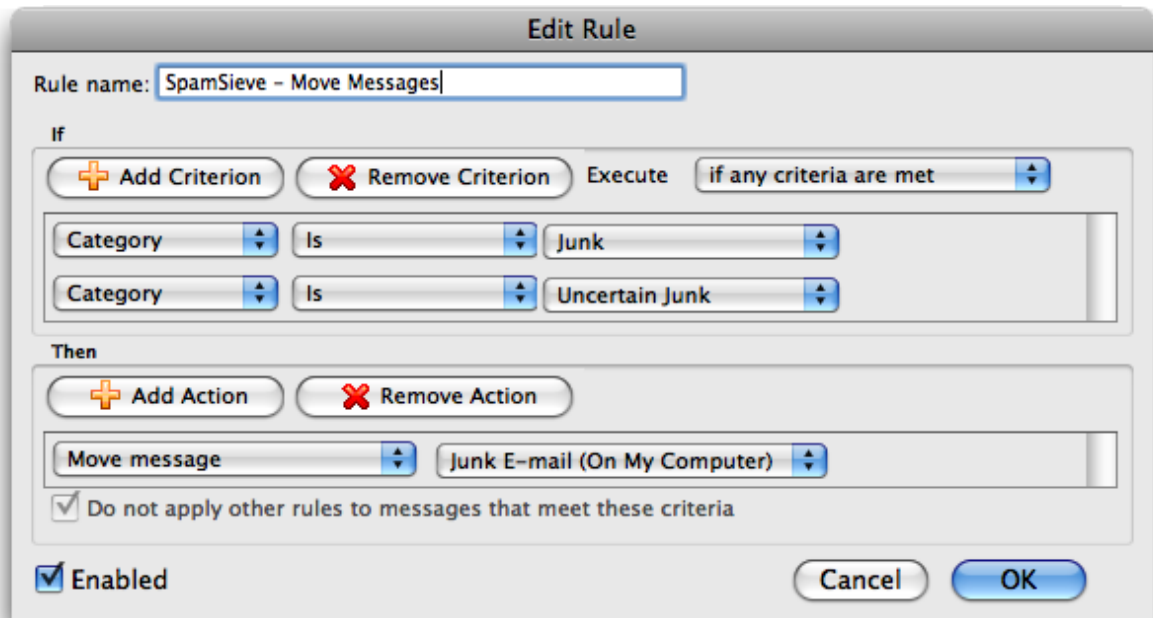 Edit Rule
Rule name: SpamSieve – Move Messages
If
Add Criterion Remove Criterion Execute if any criteria are met
Category Is Junk
Category Is Uncertain Junk
Then
Add Action Remove Action
Move message Junk E-mail (On My Computer)
Do not apply other rules to messages that meet these criteria
Enabled Cancel OK